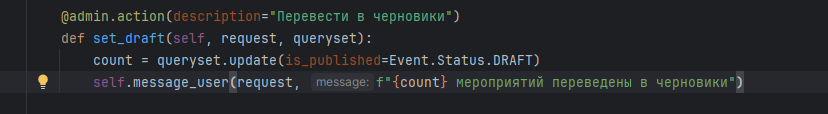 @admin.action(description="Перевести в черновики")
def set_draft(self, request, queryset):
count = queryset.update(is_published=Event.Status.DRAFT)
self.message_user(request, message: f"{count} мероприятий переведены в черновики")